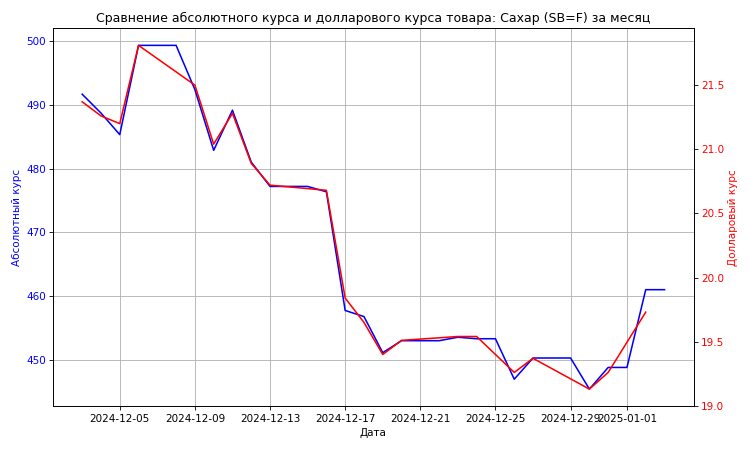 Сравнение абсолютного курса и долларового курса товара: Сахар (SB=F) за месяц
500
490
480
470
460
450
Абсолютный курс
21.5
21.0
20.5
20.0
19.5
19.0
Долларовый курс
2024-12-05 2024-12-09 2024-12-13 2024-12-17 2024-12-21 2024-12-25 2024-12-29 2025-01-01
Дата